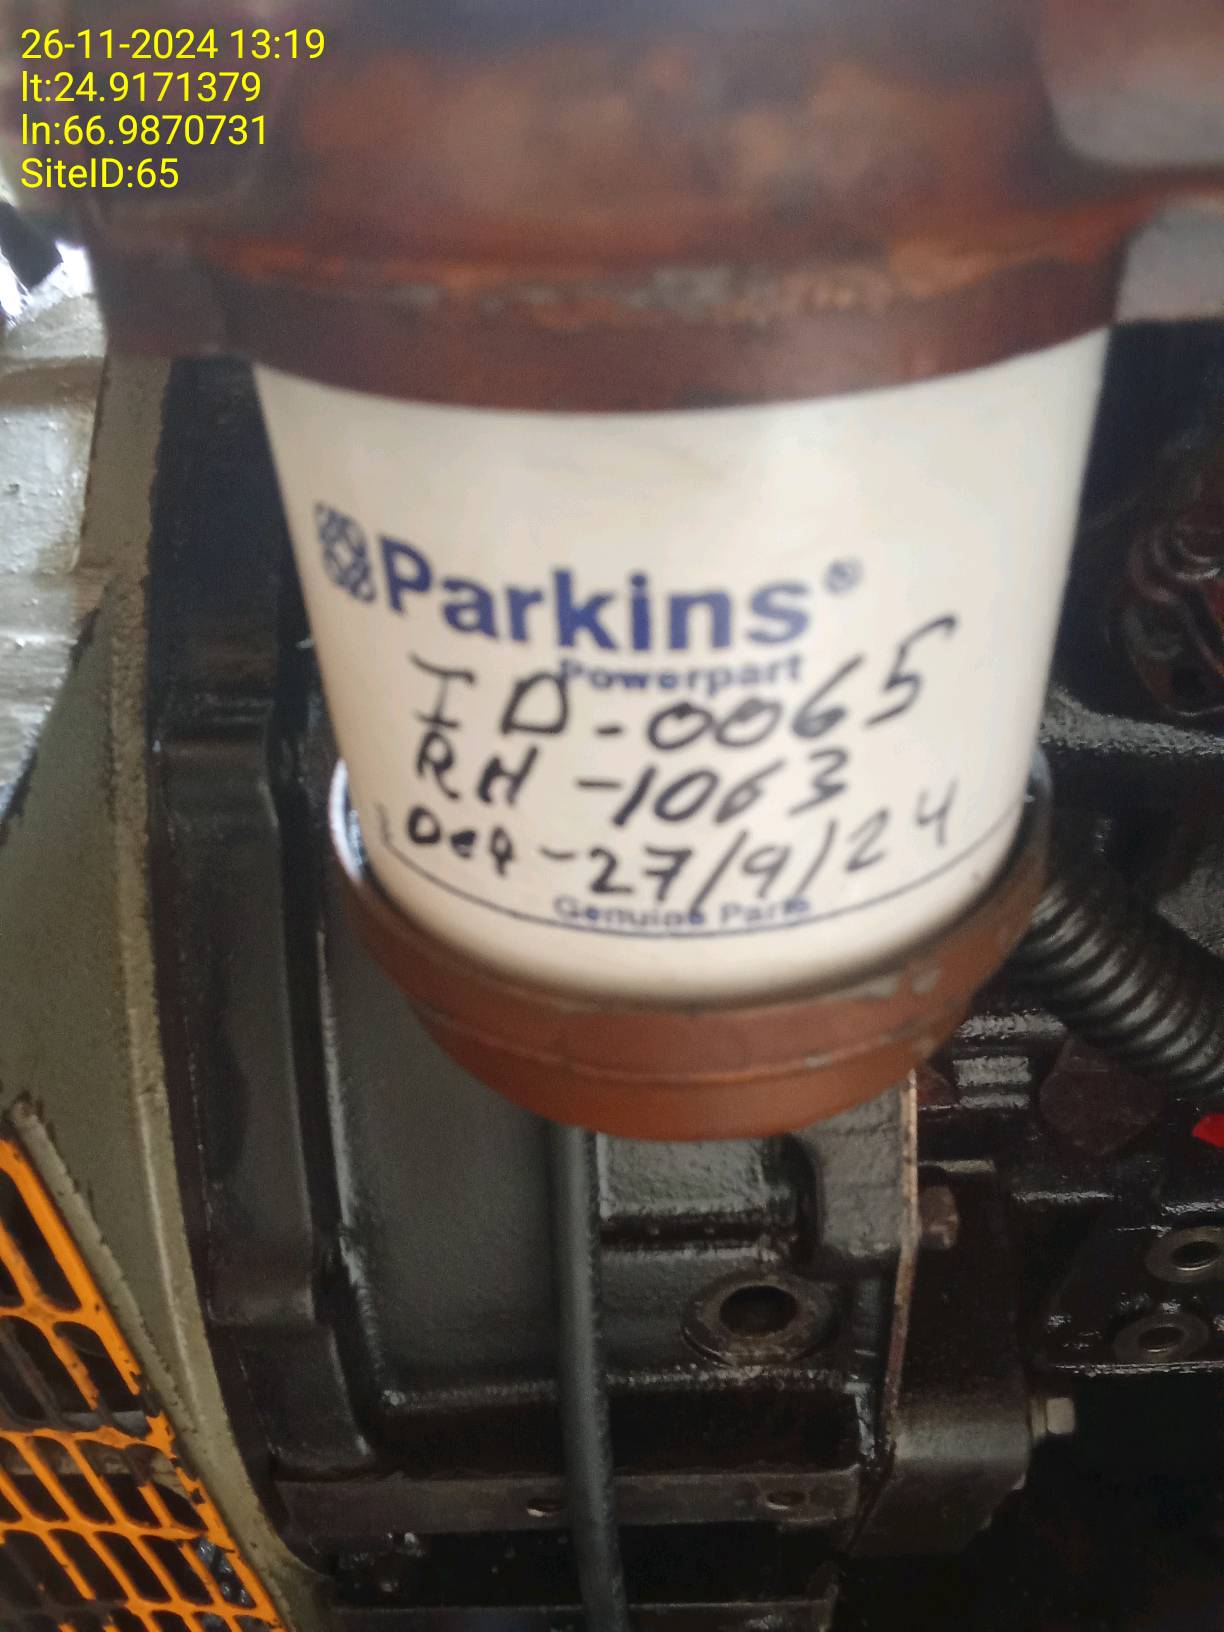 26-11-2024 13:19
lt:24.9171379
ln:66.9870731
SiteID:65
Parkins®
Powerpart
ID-0065
RH-1063
-27/9/24
Genuine Parts